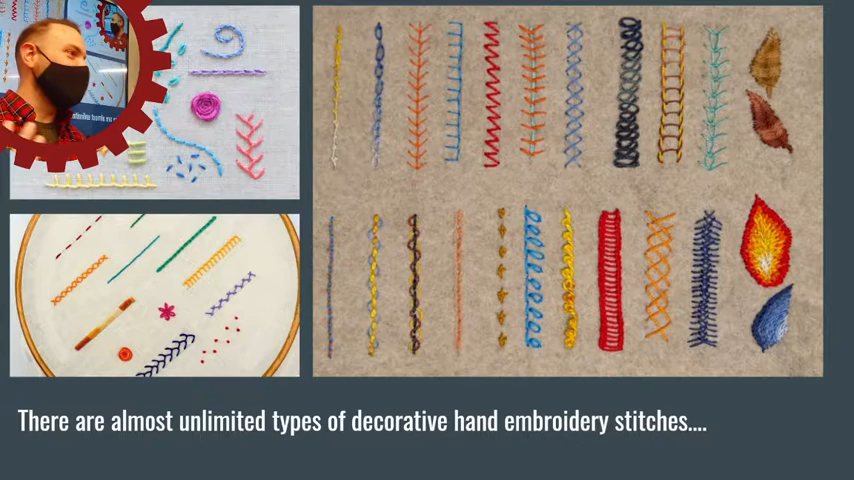 There are almost unlimited types of decorative hand embroidery stitches....